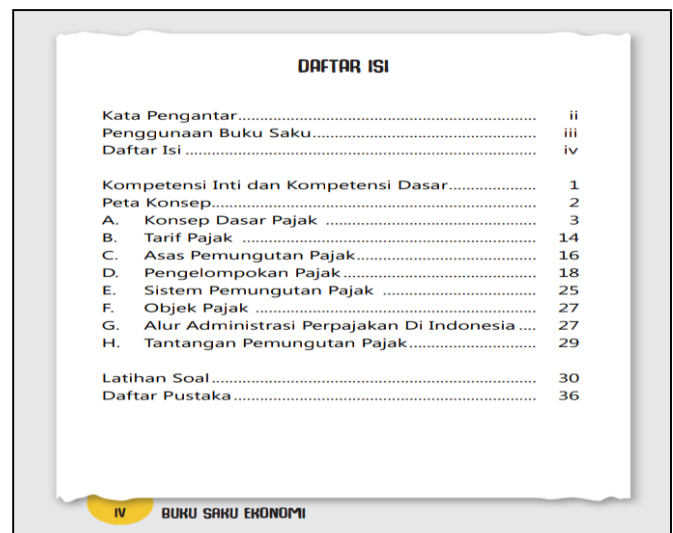 DAFTAR ISI
Kata Pengantar............................................................................ ii
Penggunaan Buku Saku......................................................... iii
Daftar Isi ....................................................................................... iv
Kompetensi Inti dan Kompetensi Dasar.................... 1
Peta Konsep................................................................................. 2
A. Konsep Dasar Pajak .................................................... 3
B. Tarif Pajak ........................................................................ 14
C. Asas Pemungutan Pajak............................................ 16
D. Pengelompokan Pajak............................................... 18
E. Sistem Pemungutan Pajak ...................................... 25
F. Objek Pajak ..................................................................... 27
G. Alur Administrasi Perpajakan Di Indonesia .... 27
H. Tantangan Pemungutan Pajak............................... 29
Latihan Soal................................................................................. 30
Daftar Pustaka............................................................................ 36
IV BUKU SAKU EKONOMI